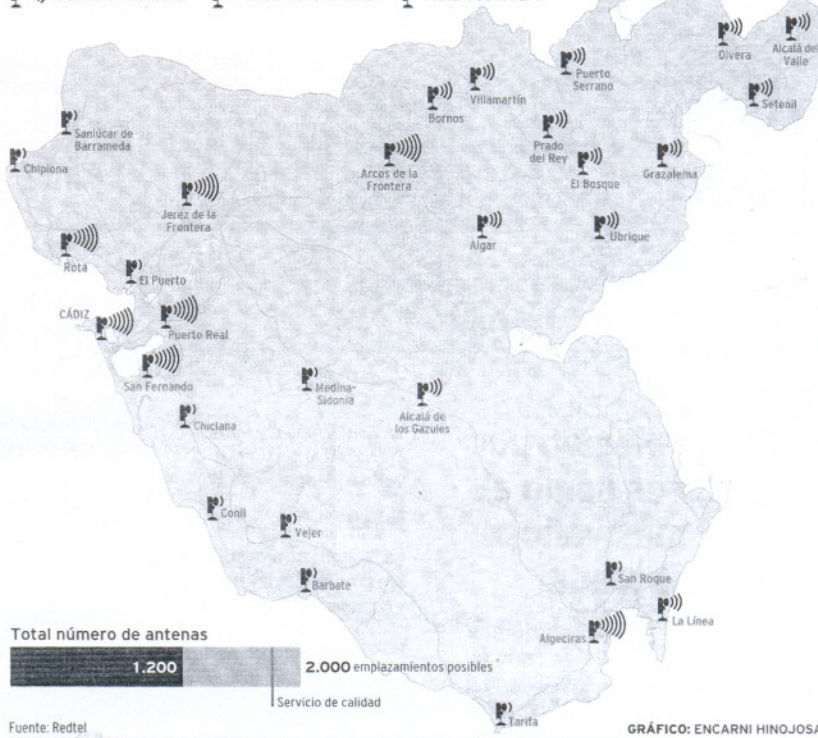 Olvera
Alcalá del
Valle
Puerto
Serrano
Villamartín
Setenil
Bornos
Sanlúcar de
Barrameda
Prado
del Rey
Chipiona
Arcos de la
Frontera
El Bosque
Grazalema
Jerez de la
Frontera
Algar
Ubrique
Rota
El Puerto
CÁDIZ
Puerto Real
San Fernando
Medina-
Sidonia
Alcalá de
los Gazules
Chiclana
Conil
Vejer
Barbate
San Roque
La Línea
Algeciras
Tarifa
Total número de antenas
1.200
2.000 emplazamientos posibles
Servicio de calidad
Fuente: Redtel
GRÁFICO: ENCARNI HINOJOSA